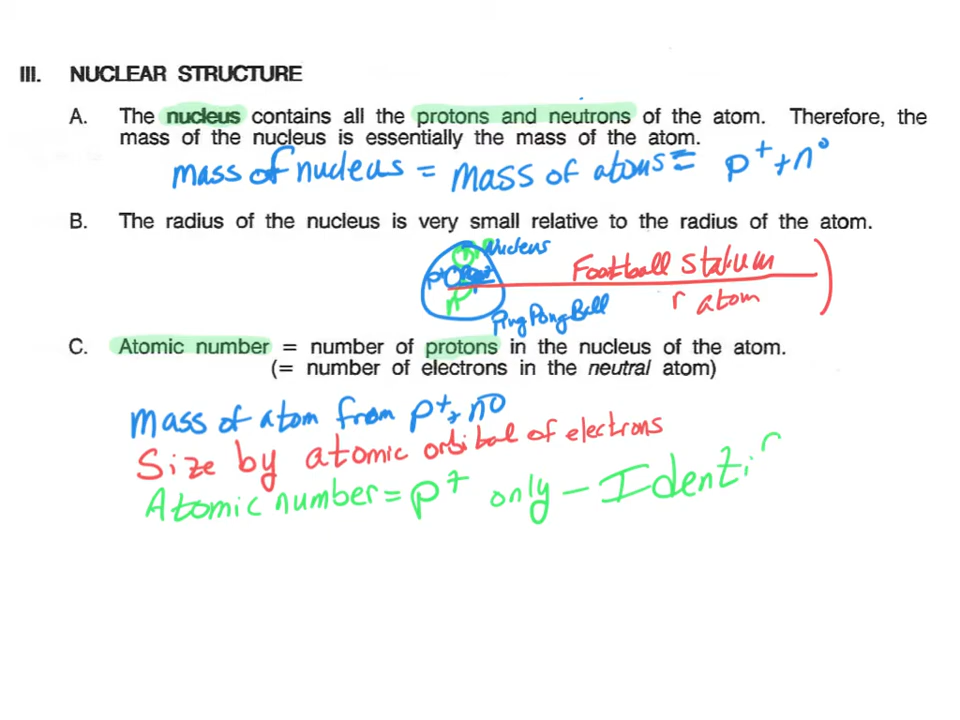 III. NUCLEAR STRUCTURE
A. The nucleus contains all the protons and neutrons of the atom. Therefore, the
mass of the nucleus is essentially the mass of the atom.
mass of nucleus = mass of atoms = p⁺ + n⁰
B. The radius of the nucleus is very small relative to the radius of the atom.
Nucleus
Football
r atom
Ping Pong Ball
C. Atomic number = number of protons in the nucleus of the atom.
(= number of electrons in the neutral atom)
Mass of atom from p⁺, n⁰
Size by atomic orbital of electrons
Atomic number = p⁺ only – Identi